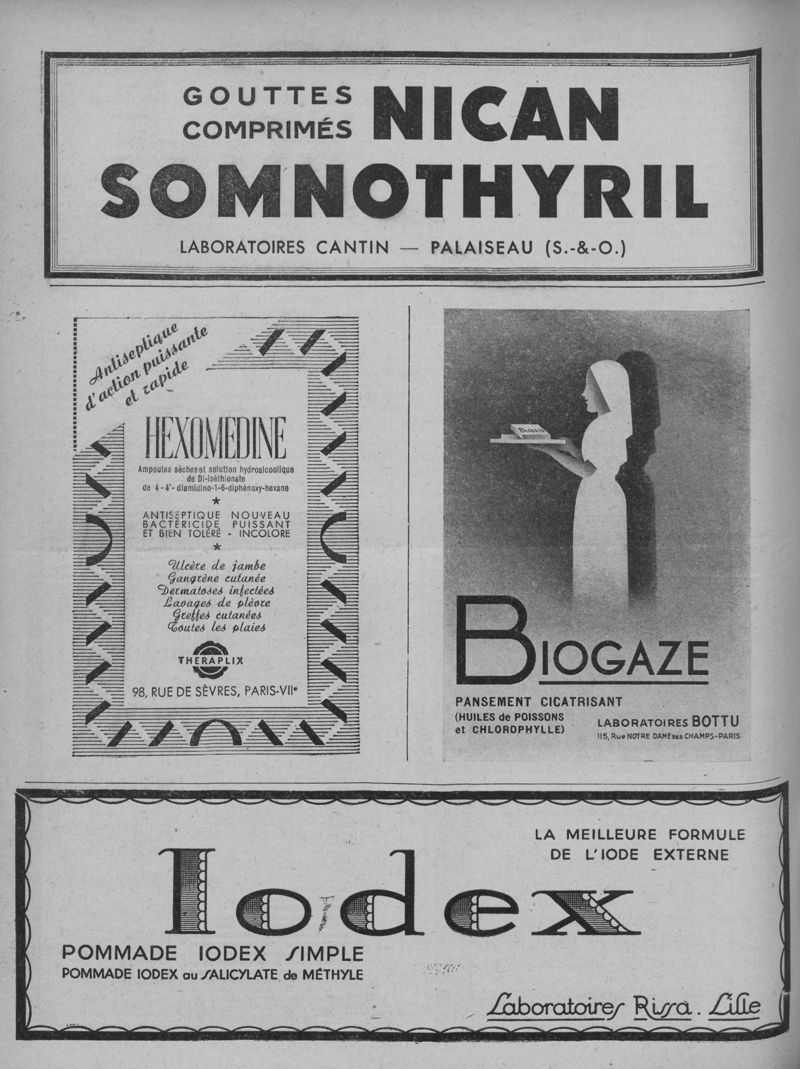 GOUTTES
COMPRIMÉS
NICAN
SOMNOTHYRIL
LABORATOIRES CANTIN — PALAISEAU (S.-&-O.)
Antiseptique
d'action puissante
et rapide
HEXOMEDINE
Ampoules sèches et solution hydroalcoolique
de Di-iséthionate
de 4-4'-diamidino-1-6-diphénoxy-hexane
ANTISEPTIQUE NOUVEAU
BACTÉRICIDE PUISSANT
ET BIEN TOLÉRÉ - INCOLORE
Ulcère de jambe
Gangrène cutanée
Dermatoses infectées
Lavages de plèvre
Greffes cutanées
Toutes les plaies
THERAPLIX
98, RUE DE SÈVRES, PARIS-VIIe
BIOGAZE
BIOGAZE
PANSEMENT CICATRISANT
(HUILES de POISSONS
et CHLOROPHYLLE)
LABORATOIRES BOTTU
115, Rue NOTRE DAME des CHAMPS-PARIS
LA MEILLEURE FORMULE
DE L'IODE EXTERNE
Iodex
POMMADE IODEX SIMPLE
POMMADE IODEX au SALICYLATE de MÉTHYLE
Laboratoires Rissa. Lille